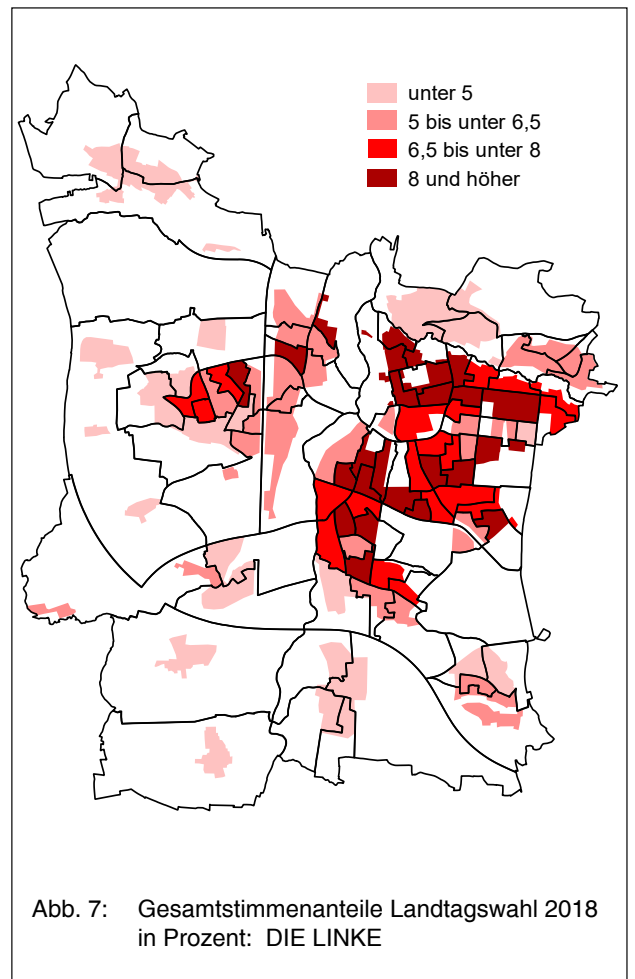 unter 5
5 bis unter 6,5
6,5 bis unter 8
8 und höher
Abb. 7: Gesamtstimmenanteile Landtagswahl 2018
in Prozent: DIE LINKE